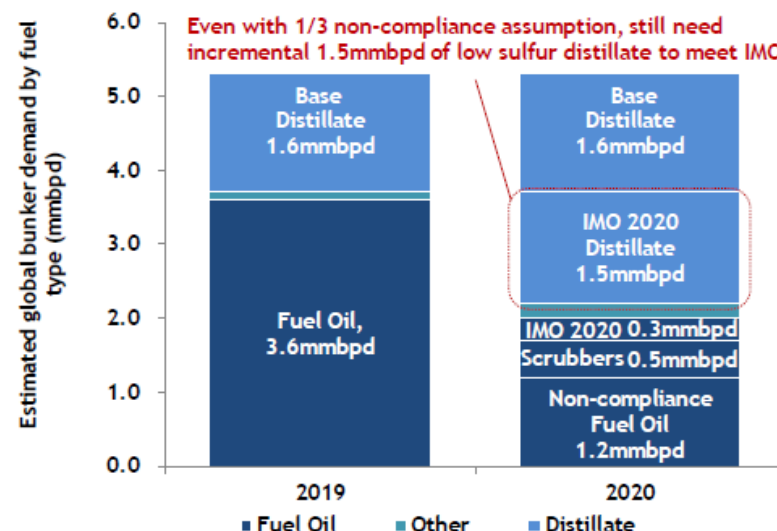 Even with 1/3 non-compliance assumption, still need
incremental 1.5mmbpd of low sulfur distillate to meet IMO
Estimated global bunker demand by fuel
type (mmbpd)
6.0
5.0
4.0
3.0
2.0
1.0
0.0
Base
Distillate
1.6mmbpd
Fuel Oil,
3.6mmbpd
Base
Distillate
1.6mmbpd
IMO 2020
Distillate
1.5mmbpd
IMO 2020 0.3mmbpd
Scrubbers 0.5mmbpd
Non-compliance
Fuel Oil
1.2mmbpd
2019
2020
Fuel Oil
Other
Distillate